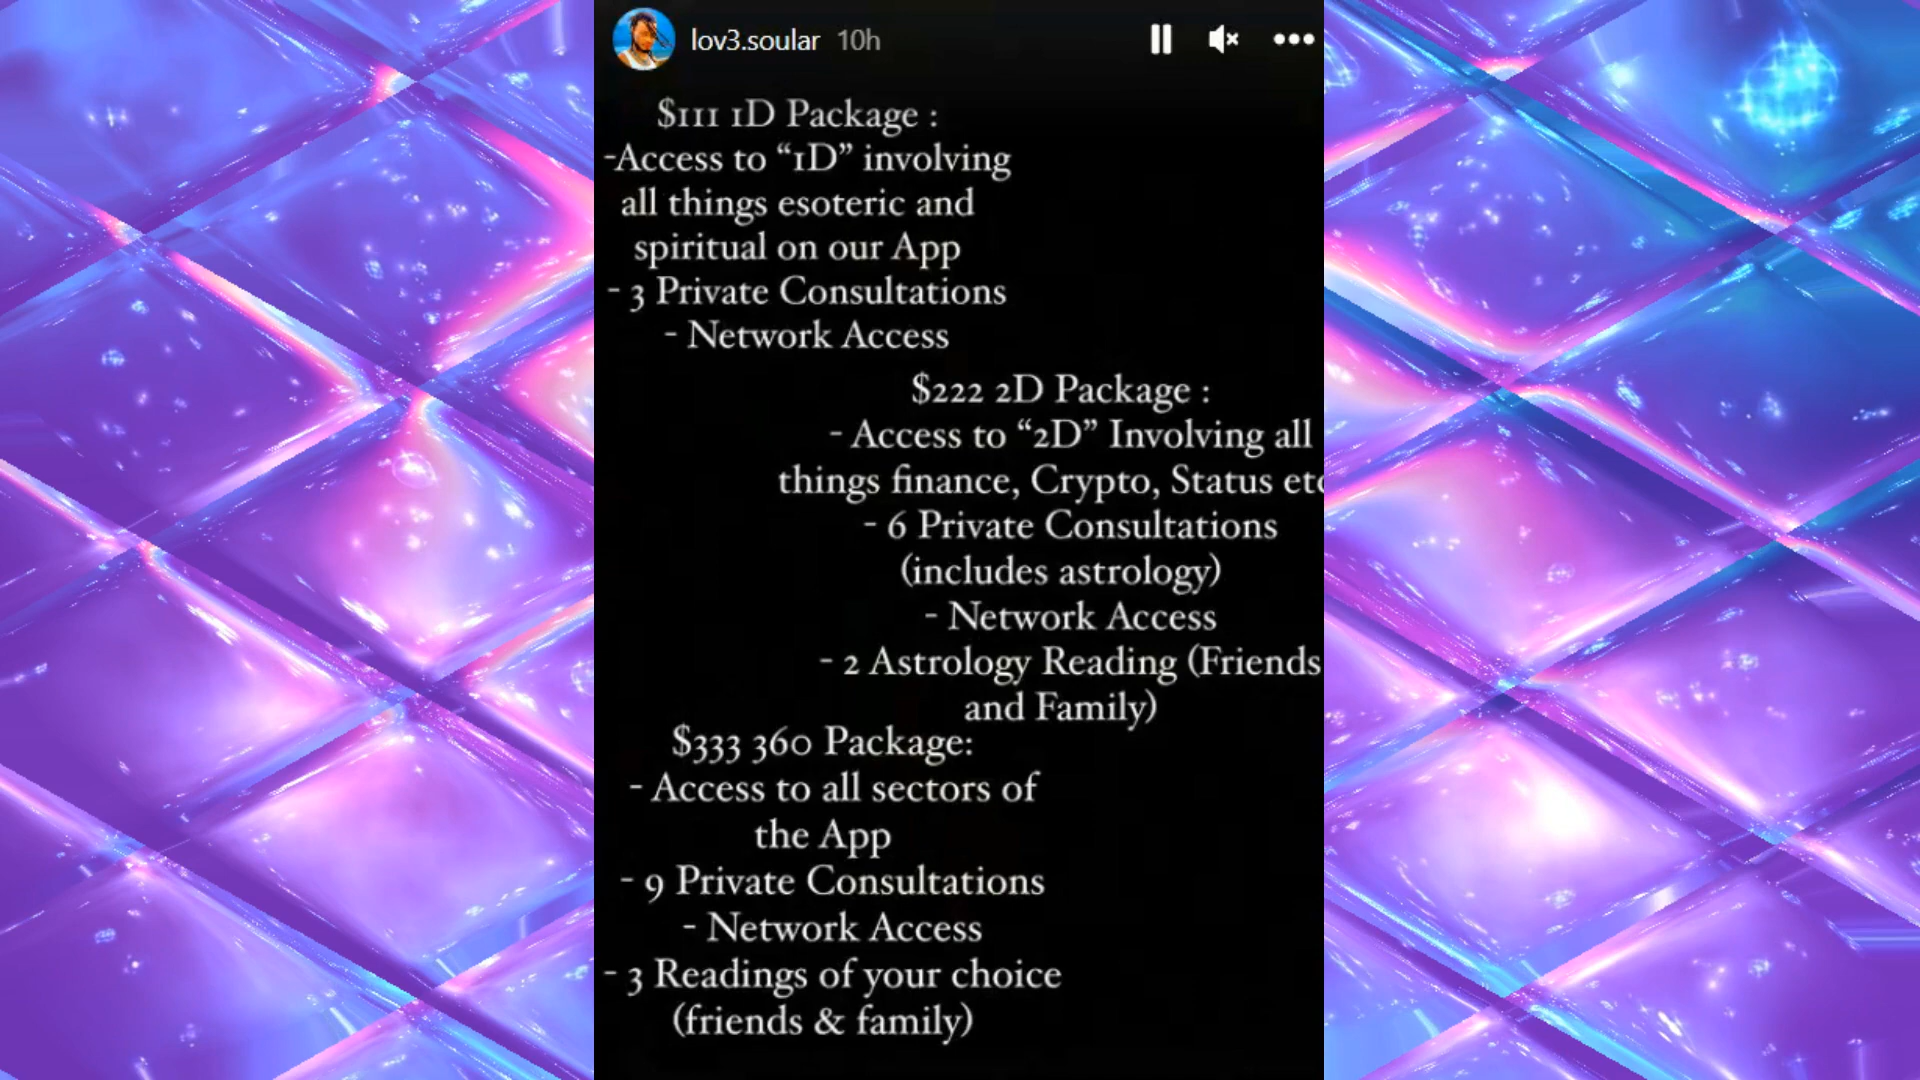 lov3.soular 10h
$111 1D Package :
-Access to “1D” involving
all things esoteric and
spiritual on our App
- 3 Private Consultations
- Network Access
$222 2D Package :
- Access to “2D” Involving all
things finance, Crypto, Status etc
- 6 Private Consultations
(includes astrology)
- Network Access
- 2 Astrology Reading (Friends
and Family)
$333 360 Package:
- Access to all sectors of
the App
- 9 Private Consultations
- Network Access
- 3 Readings of your choice
(friends & family)